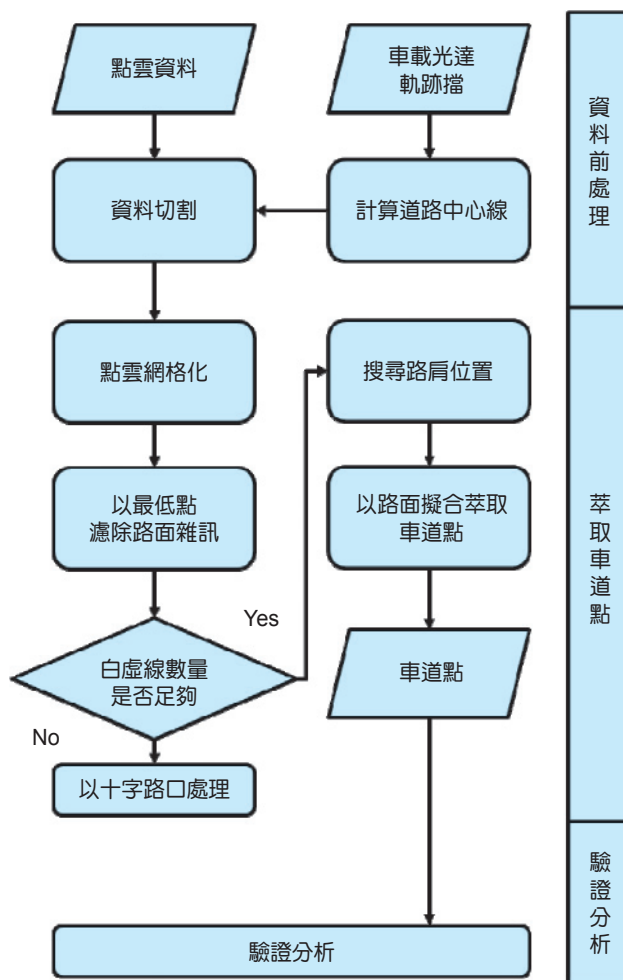 點雲資料
車載光達
軌跡擋
資料切割
計算道路中心線
資料前處理
點雲網格化
搜尋路肩位置
以最低點
濾除路面雜訊
以路面擬合萃取
車道點
萃取車道點
Yes
白虛線數量
是否足夠
車道點
No
以十字路口處理
驗證分析
驗證分析